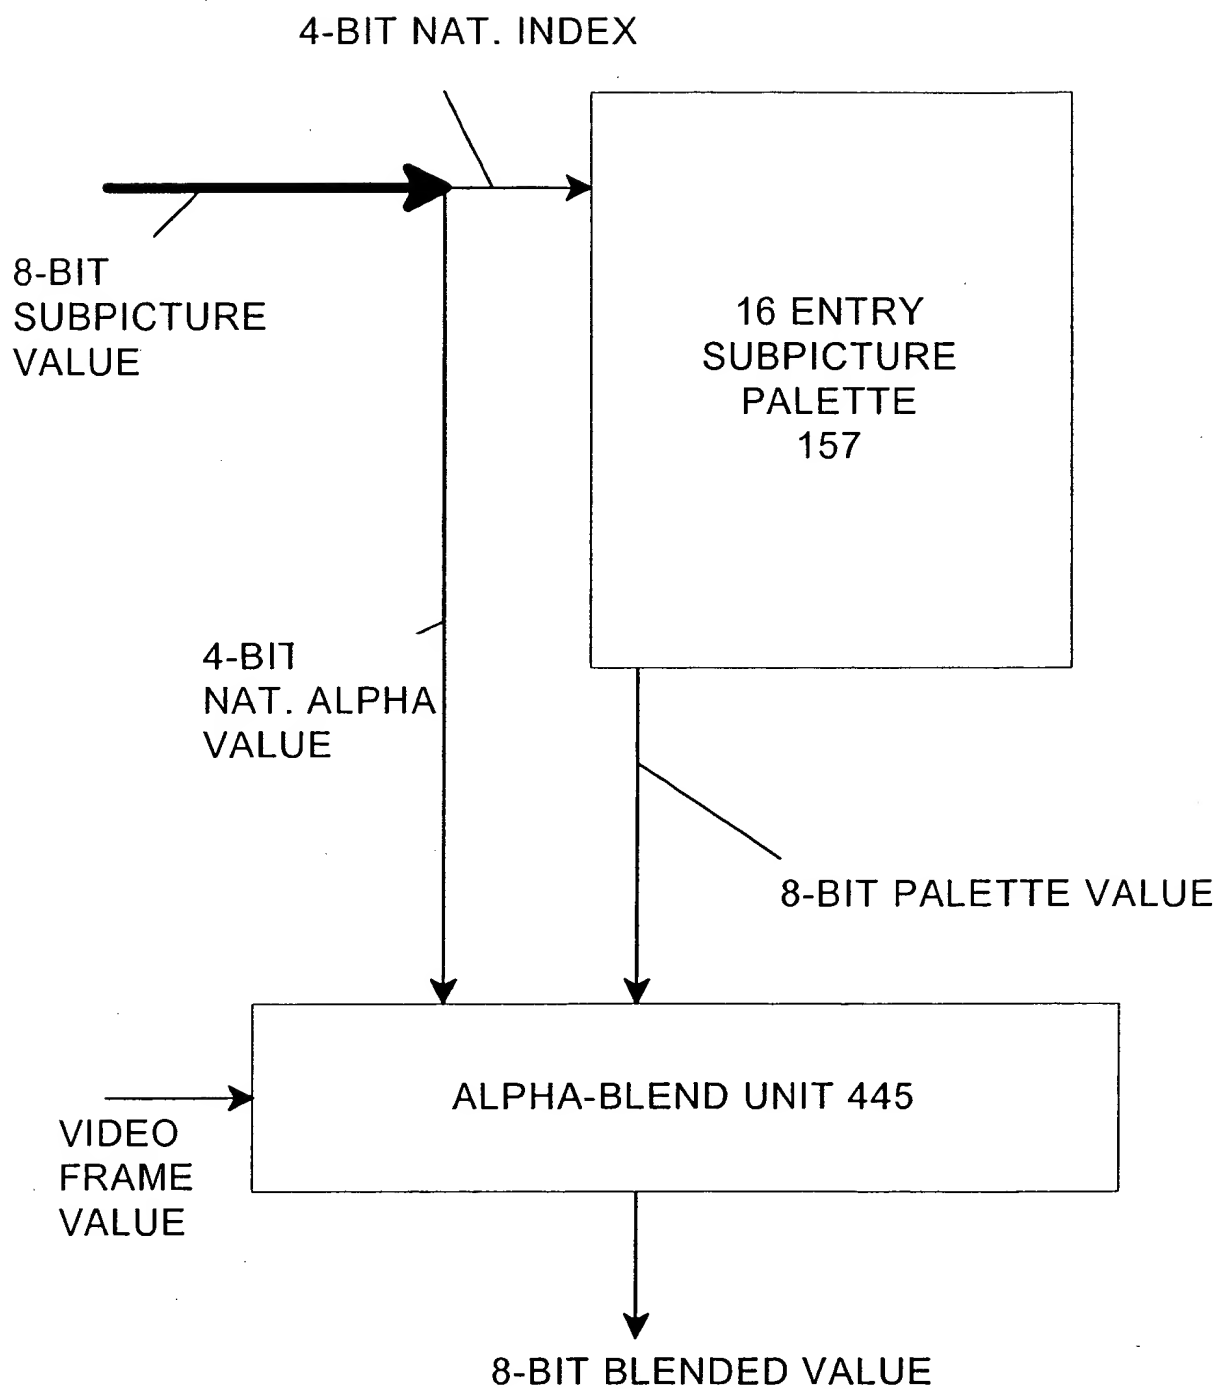 4-BIT NAT. INDEX
8-BIT
SUBPICTURE
VALUE
16 ENTRY
SUBPICTURE
PALETTE
157
4-BIT
NAT. ALPHA
VALUE
8-BIT PALETTE VALUE
ALPHA-BLEND UNIT 445
VIDEO
FRAME
VALUE
8-BIT BLENDED VALUE